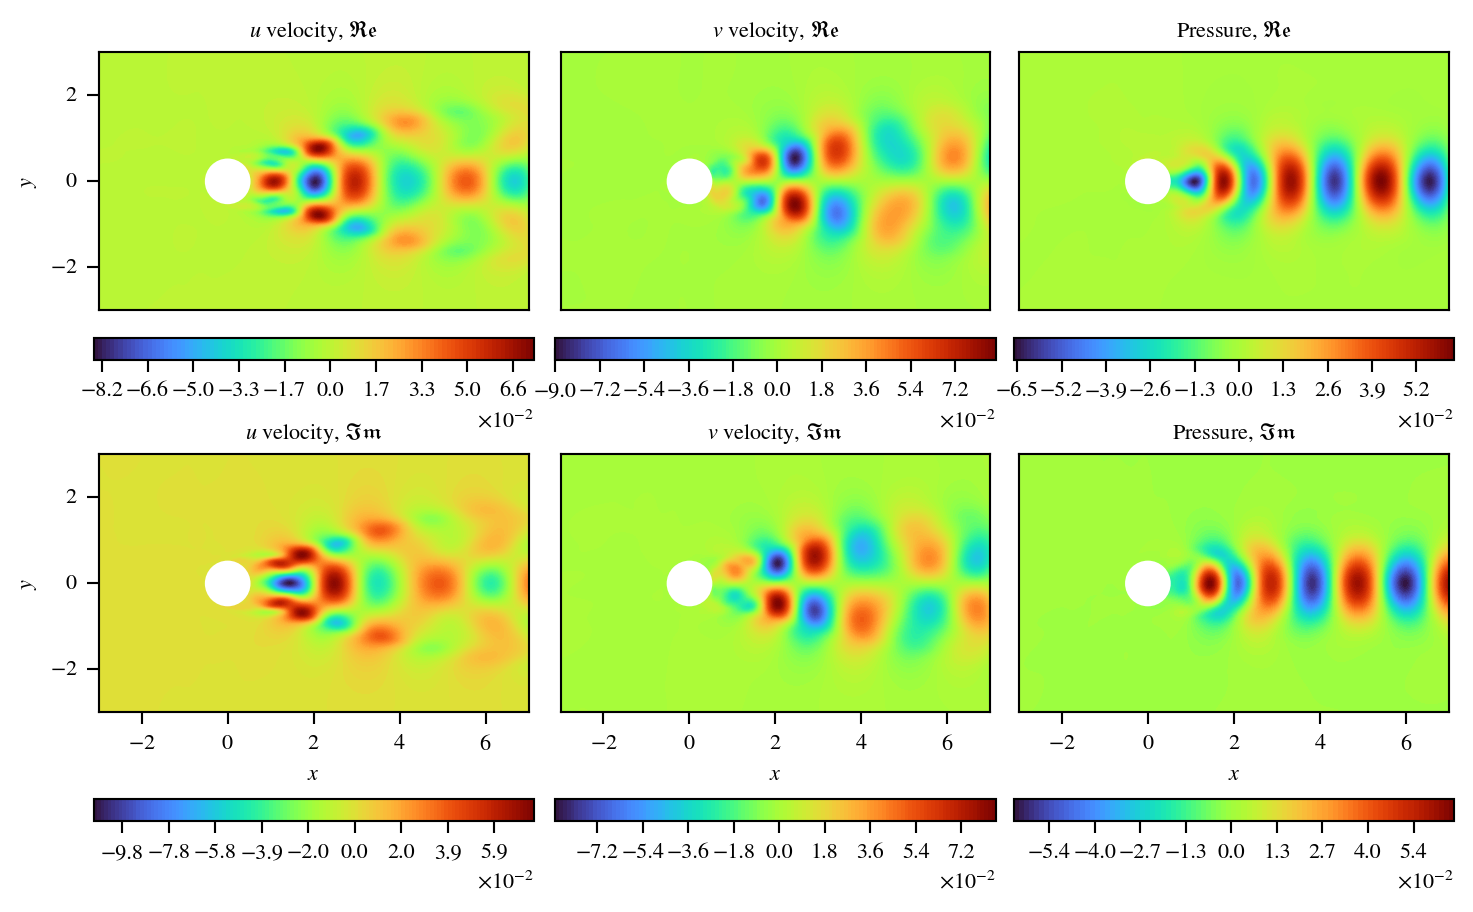 u velocity, ℜ𝔢 v velocity, ℜ𝔢 Pressure, ℜ𝔢
2
0
−2
y
−8.2 −6.6 −5.0 −3.3 −1.7 0.0 1.7 3.3 5.0 6.6 −9.0 −7.2 −5.4 −3.6 −1.8 0.0 1.8 3.6 5.4 7.2 −6.5 −5.2 −3.9 −2.6 −1.3 0.0 1.3 2.6 3.9 5.2
×10⁻² ×10⁻² ×10⁻²
u velocity, ℑ𝔪 v velocity, ℑ𝔪 Pressure, ℑ𝔪
2
0
−2
y
−2 0 2 4 6 −2 0 2 4 6 −2 0 2 4 6
x x x
−9.8 −7.8 −5.8 −3.9 −2.0 0.0 2.0 3.9 5.9 −7.2 −5.4 −3.6 −1.8 0.0 1.8 3.6 5.4 7.2 −5.4 −4.0 −2.7 −1.3 0.0 1.3 2.7 4.0 5.4
×10⁻² ×10⁻² ×10⁻²